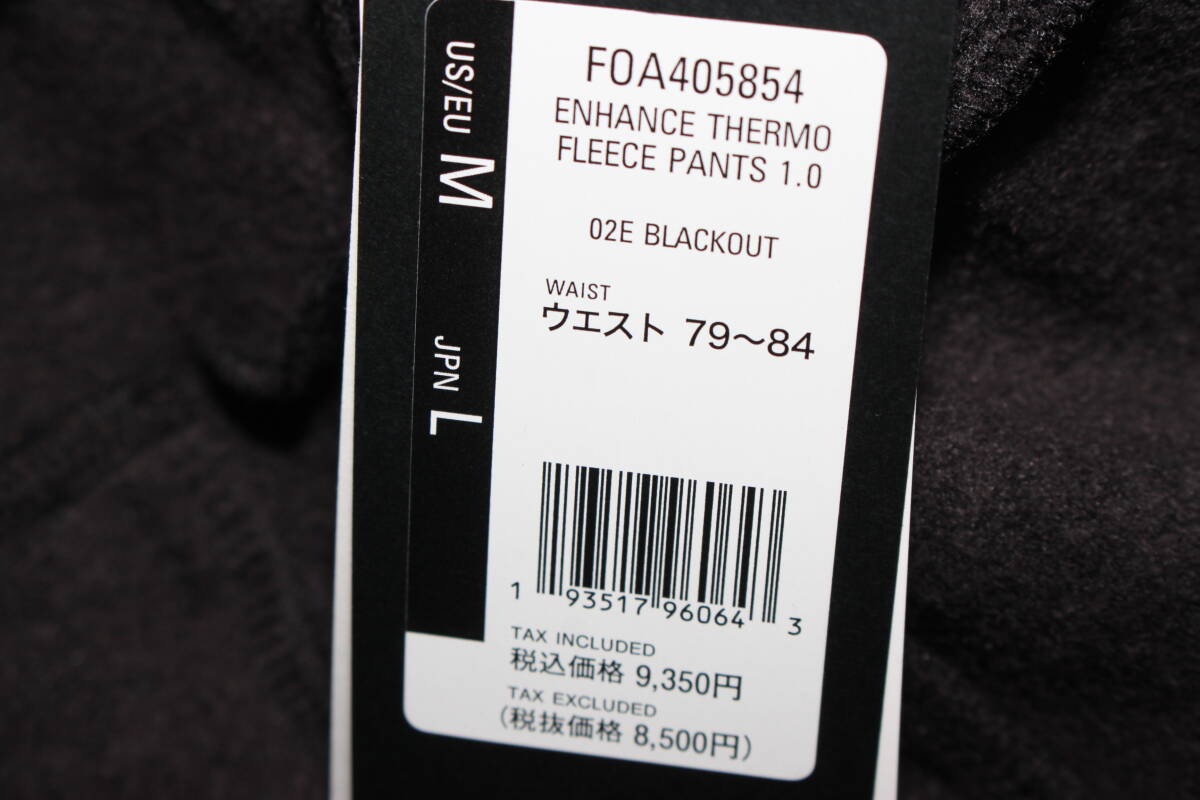 US/EU M
JPN L
FOA405854
ENHANCE THERMO
FLEECE PANTS 1.0
02E BLACKOUT
WAIST
ウエスト 79〜84
1 93517 96064 3
TAX INCLUDED
税込価格 9,350円
TAX EXCLUDED
(税抜価格 8,500円)